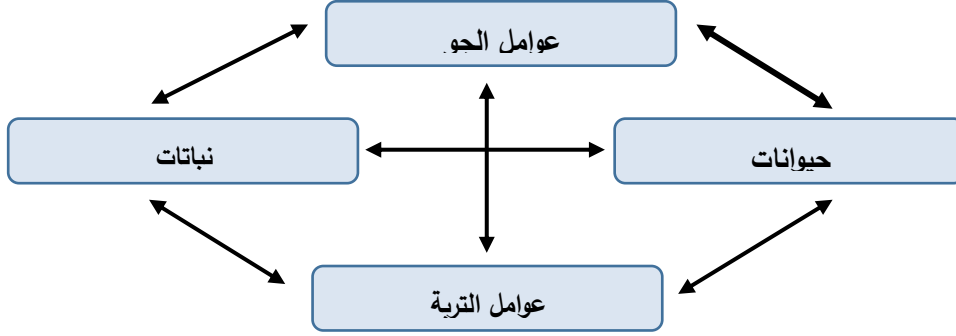 عوامل الجو
حيوانات
نباتات
عوامل التربة